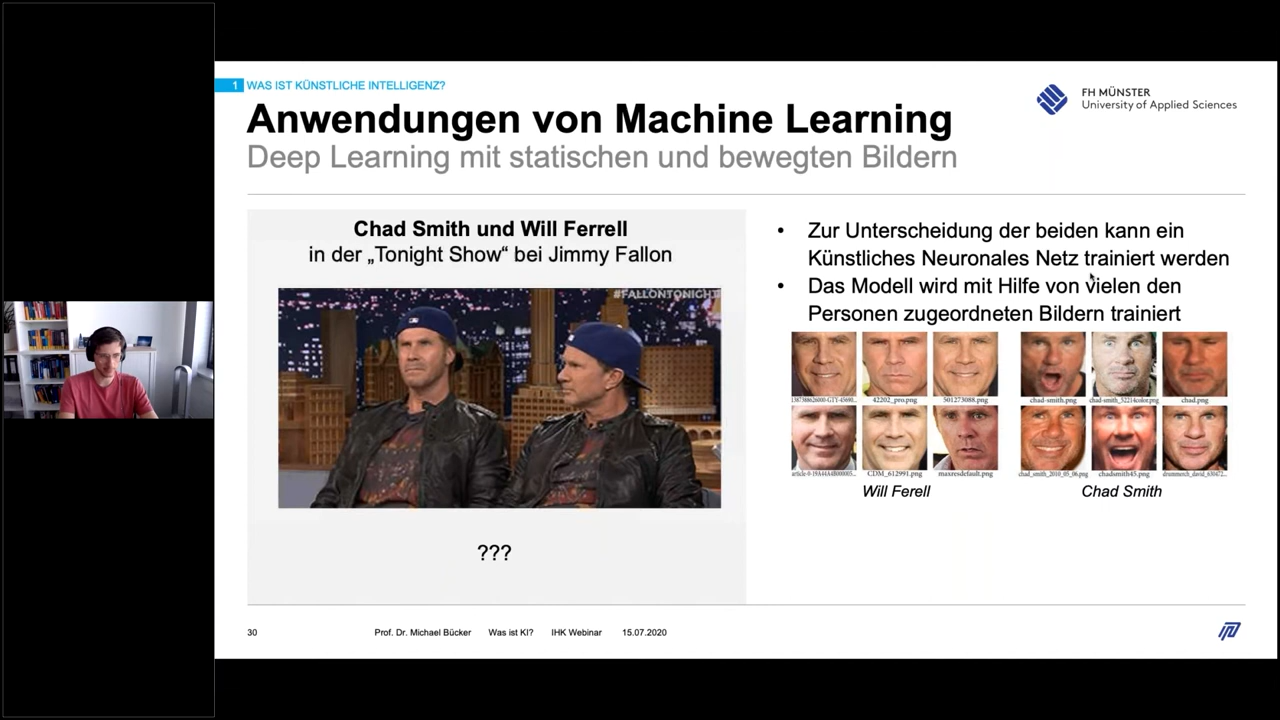 1 WAS IST KÜNSTLICHE INTELLIGENZ?
FH MÜNSTER
University of Applied Sciences
Anwendungen von Machine Learning
Deep Learning mit statischen und bewegten Bildern
Chad Smith und Will Ferrell
in der „Tonight Show“ bei Jimmy Fallon
#FALLONTONIGHT
???
• Zur Unterscheidung der beiden kann ein
Künstliches Neuronales Netz trainiert werden
• Das Modell wird mit Hilfe von vielen den
Personen zugeordneten Bildern trainiert
42202_pro.png 501273088.png chad-smith.png chad.png
CDM_612991.png maxresdefault.png chad_smith_2010_05_06.png chadsmith45.png
Will Ferell Chad Smith
30 Prof. Dr. Michael Bücker Was ist KI? IHK Webinar 15.07.2020